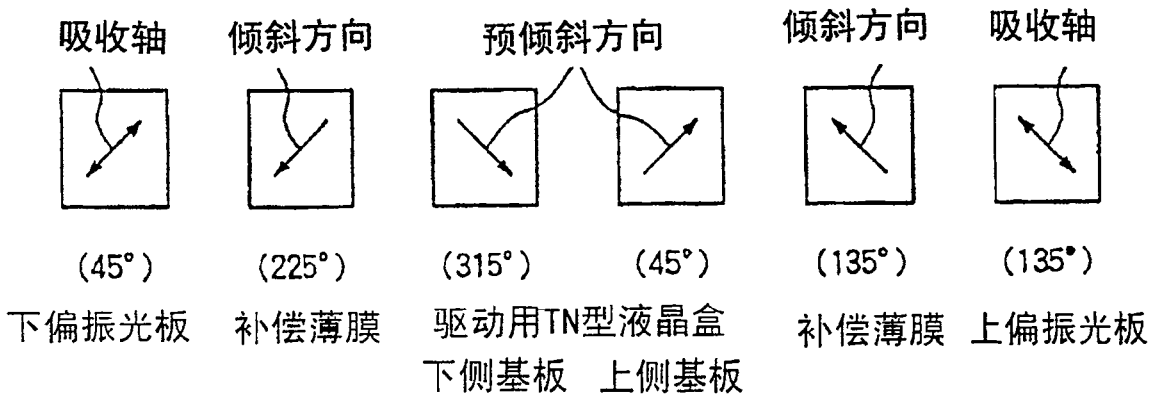 吸收轴 倾斜方向 预倾斜方向 倾斜方向 吸收轴
(45°) (225°) (315°) (45°) (135°) (135°)
下偏振光板 补偿薄膜 驱动用TN型液晶盒 补偿薄膜 上偏振光板
下侧基板 上侧基板